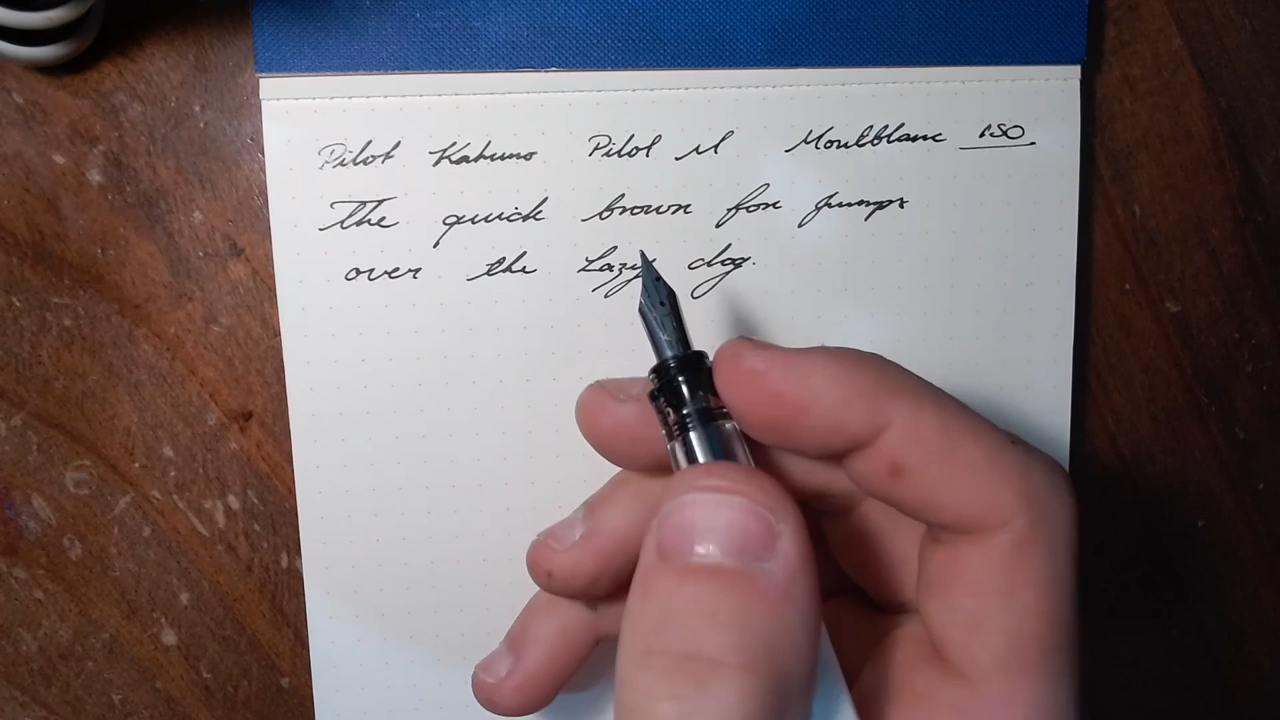 Pilot Kakuno Pilot M Montblanc 150
The quick brown fox jumps
over the Lazy dog.